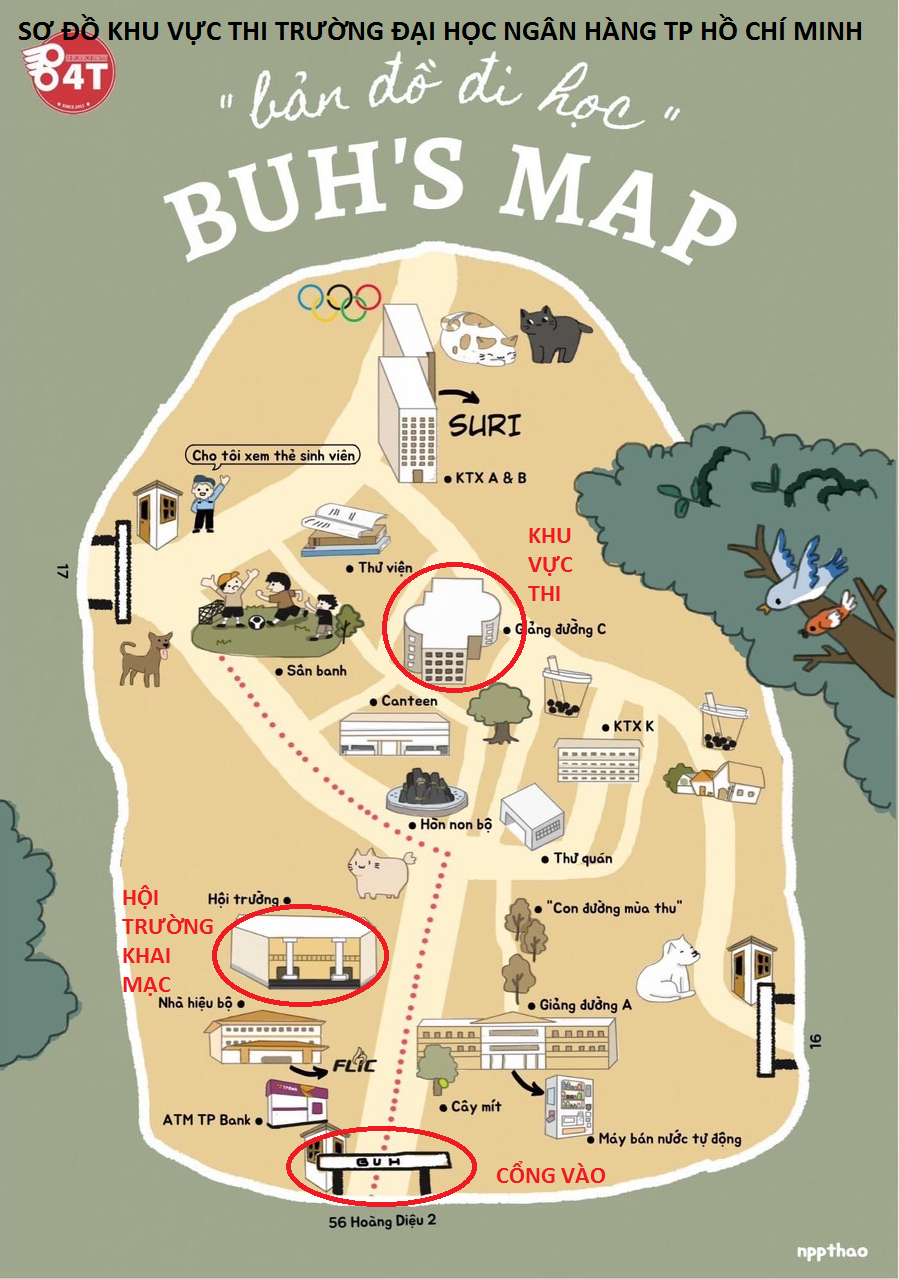 SƠ ĐỒ KHU VỰC THI TRƯỜNG ĐẠI HỌC NGÂN HÀNG TP HỒ CHÍ MINH
84T
SINCE 2013
"bản đồ đi học"
BUH'S MAP
SURI
KTX A & B
Cho tôi xem thẻ sinh viên
17
Thư viện
KHU
VỰC
THI
Giảng đường C
Sân banh
Canteen
KTX K
Hòn non bộ
Thư quán
HỘI
TRƯỜNG
KHAI
MẠC
Hội trường
"Con đường mùa thu"
Nhà hiệu bộ
Giảng đường A
16
FLIC
Cây mít
ATM TP Bank
Máy bán nước tự động
BUH
CỔNG VÀO
56 Hoàng Diệu 2
nppthao